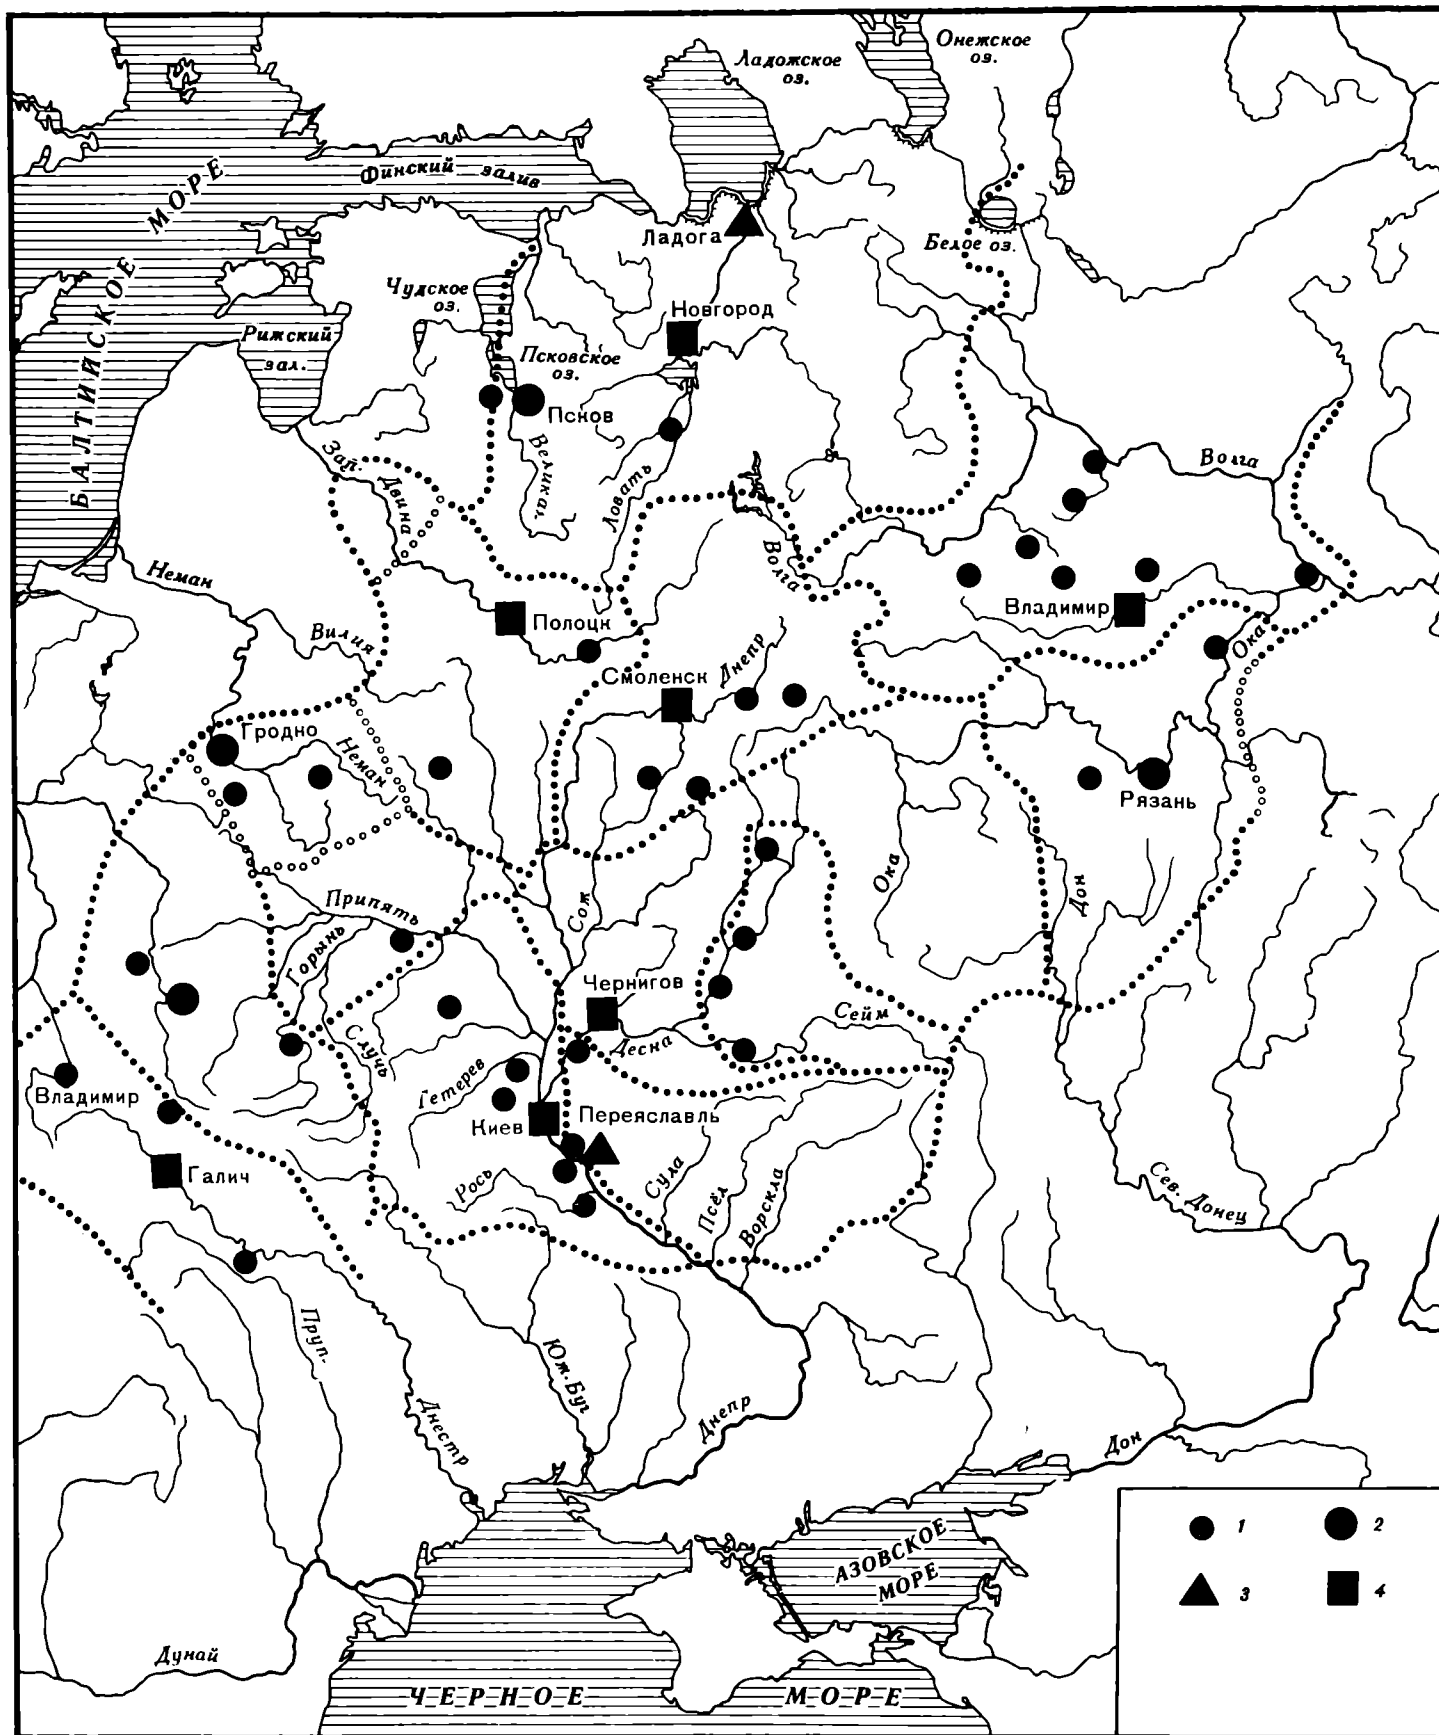 Онежское
оз.
Ладожское
оз.
Финский залив
БАЛТИЙСКОЕ МОРЕ
Ладога
Белое оз.
Чудское
оз.
Новгород
Рижский
зал.
Псковское
оз.
Псков
Великая
Ловать
Зап. Двина
Волга
Волга
Неман
Вилия
Полоцк
Владимир
Ока
Смоленск
Днепр
Гродно
Неман
Рязань
Ока
Дон
Припять
Сож
Горынь
Чернигов
Случь
Десна
Сейм
Тетерев
Владимир
Киев
Переяславль
Галич
Рось
Сула
Псёл
Ворскла
Сев. Донец
Прут
Юж. Буг
Днестр
Днепр
Дон
АЗОВСКОЕ
МОРЕ
Дунай
ЧЕРНОЕ МОРЕ
1
2
3
4